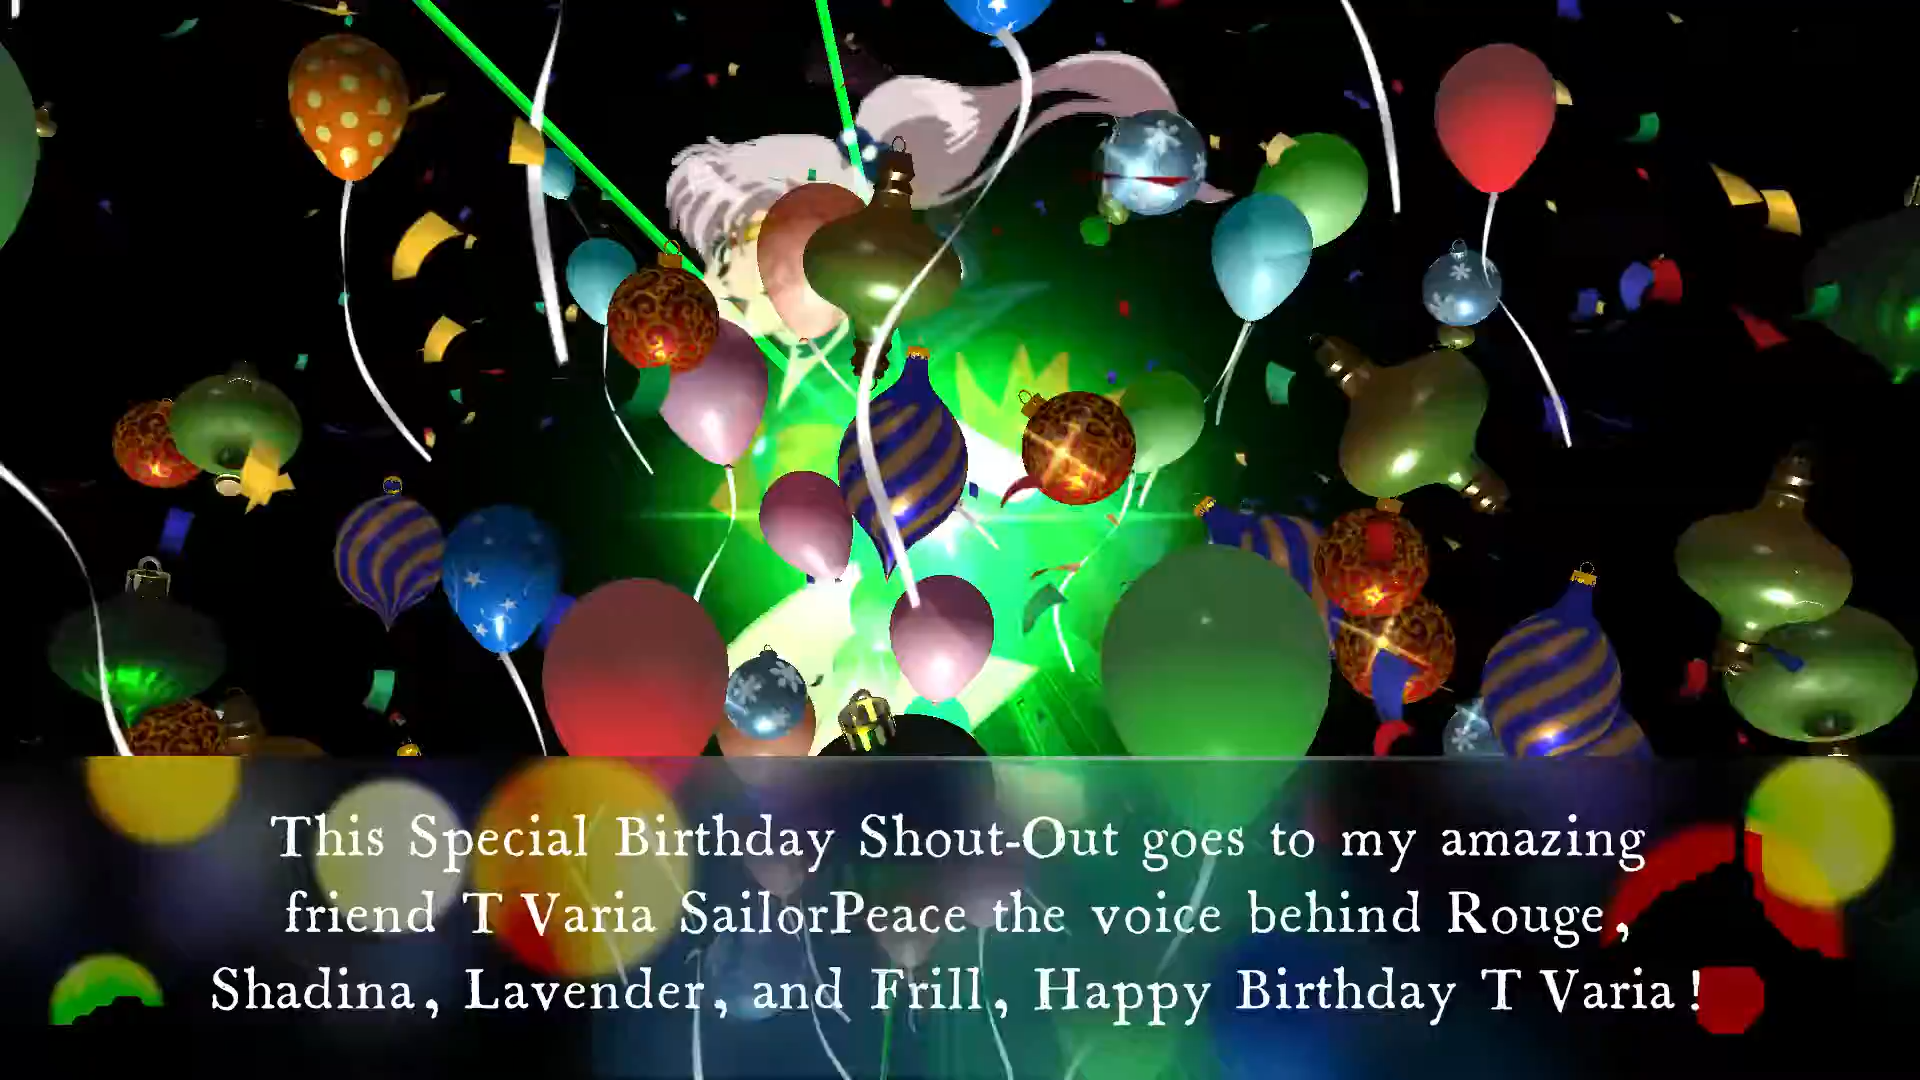 This Special Birthday Shout-Out goes to my amazing
friend T Varia SailorPeace the voice behind Rouge,
Shadina, Lavender, and Frill, Happy Birthday T Varia!